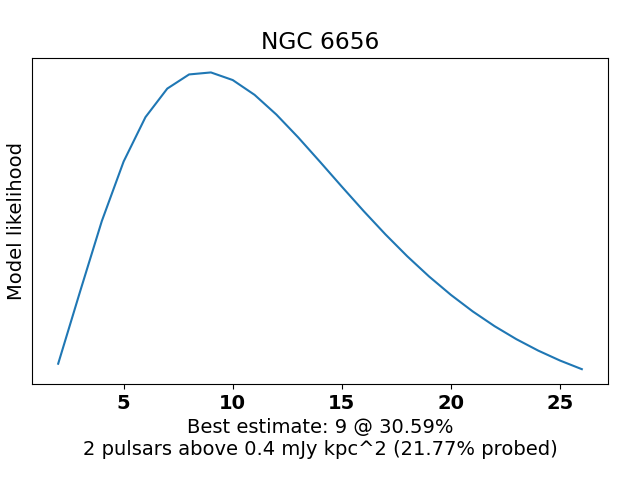 NGC 6656
Model likelihood
5 10 15 20 25
Best estimate: 9 @ 30.59%
2 pulsars above 0.4 mJy kpc^2 (21.77% probed)